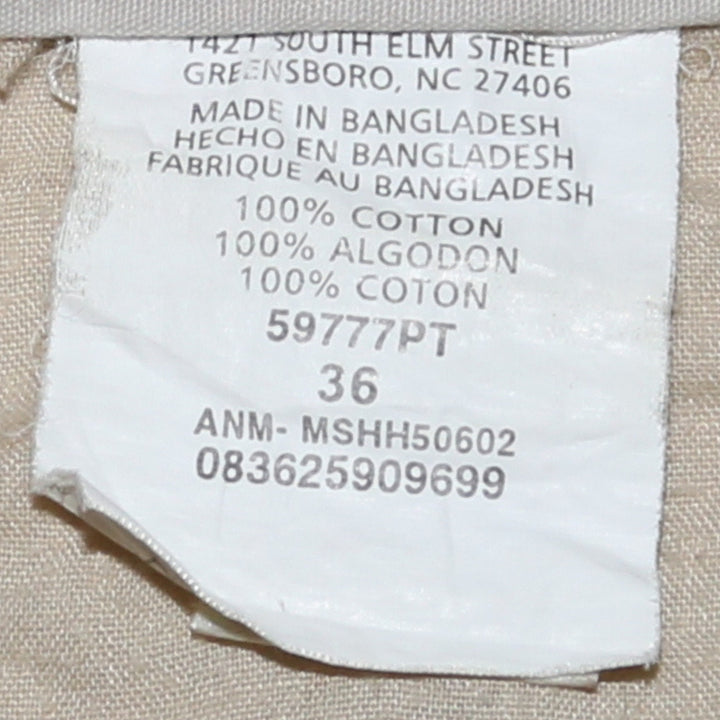 1421 SOUTH ELM STREET
GREENSBORO, NC 27406
MADE IN BANGLADESH
HECHO EN BANGLADESH
FABRIQUE AU BANGLADESH
100% COTTON
100% ALGODON
100% COTON
59777PT
36
ANM- MSHH50602
083625909699